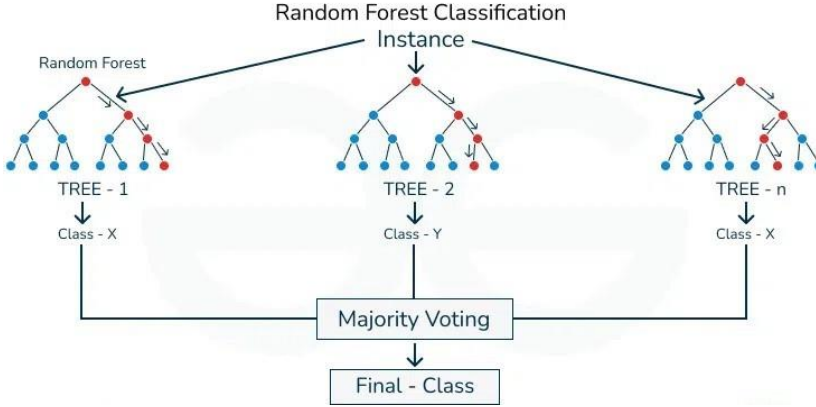 Random Forest Classification
Instance
Random Forest
TREE - 1
TREE - 2
TREE - n
Class - X
Class - Y
Class - X
Majority Voting
Final - Class